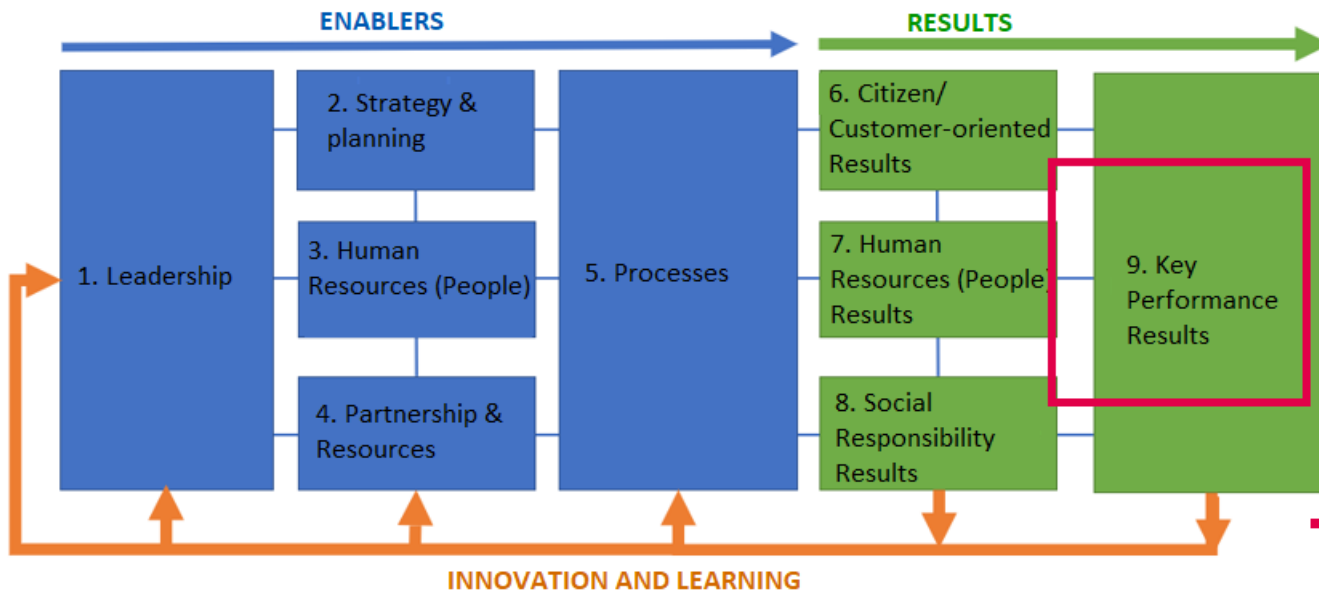 ENABLERS
RESULTS
1. Leadership
2. Strategy &
planning
3. Human
Resources (People)
4. Partnership &
Resources
5. Processes
6. Citizen/
Customer-oriented
Results
7. Human
Resources (People)
Results
8. Social
Responsibility
Results
9. Key
Performance
Results
INNOVATION AND LEARNING